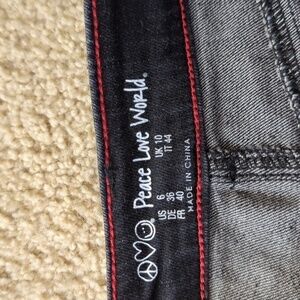 Peace Love World®
US 6 UK 10
DE 36 IT 44
FR 40
MADE IN CHINA